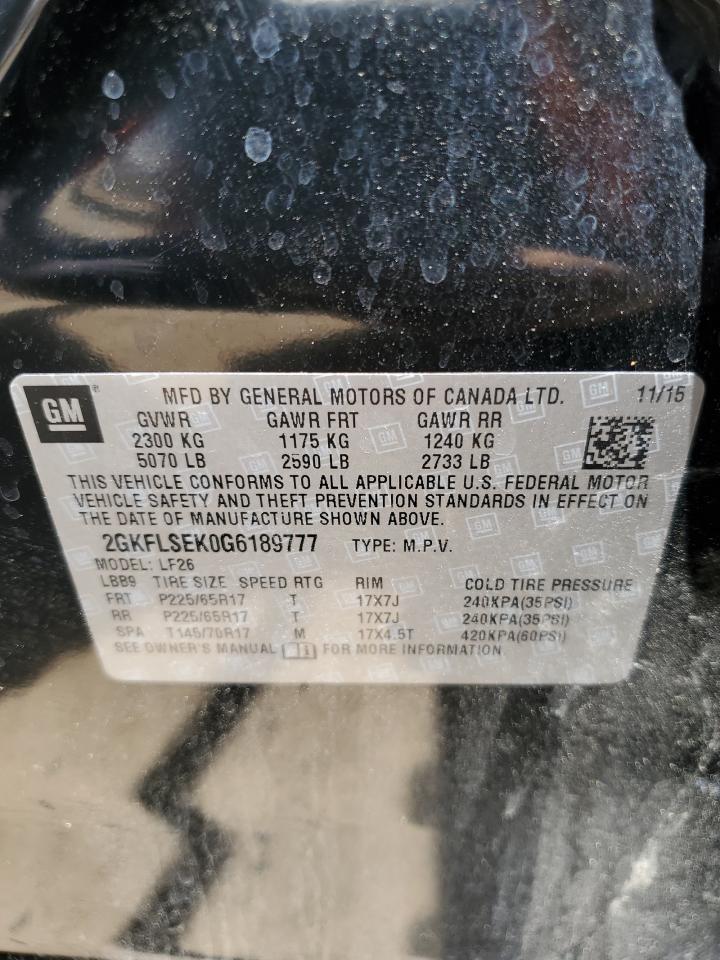 GM ® MFD BY GENERAL MOTORS OF CANADA LTD. 11/15
GVWR GAWR FRT GAWR RR
2300 KG 1175 KG 1240 KG
5070 LB 2590 LB 2733 LB
THIS VEHICLE CONFORMS TO ALL APPLICABLE U.S. FEDERAL MOTOR
VEHICLE SAFETY AND THEFT PREVENTION STANDARDS IN EFFECT ON
THE DATE OF MANUFACTURE SHOWN ABOVE.
2GKFLSEK0G6189777 TYPE: M.P.V.
MODEL: LF26
LBB9 TIRE SIZE SPEED RTG RIM COLD TIRE PRESSURE
FRT P225/65R17 T 17X7J 240KPA(35PSI)
RR P225/65R17 T 17X7J 240KPA(35PSI)
SPA T145/70R17 M 17X4.5T 420KPA(60PSI)
SEE OWNER'S MANUAL FOR MORE INFORMATION